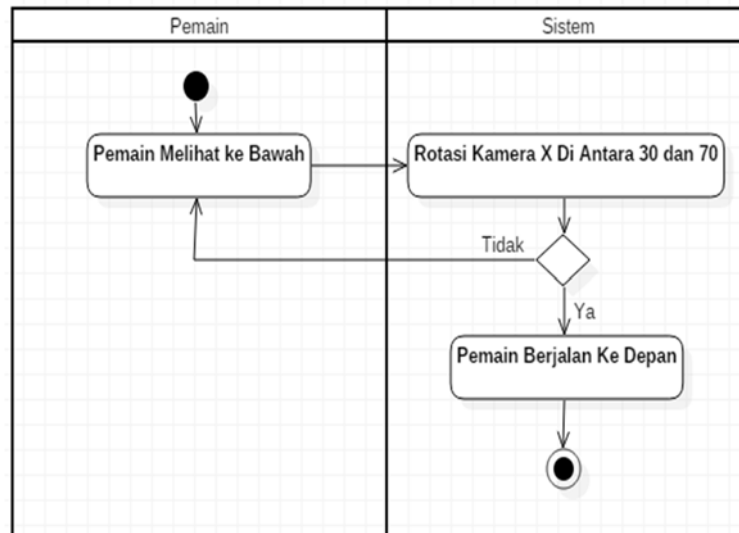 Pemain
Sistem
Pemain Melihat ke Bawah
Rotasi Kamera X Di Antara 30 dan 70
Tidak
Ya
Pemain Berjalan Ke Depan